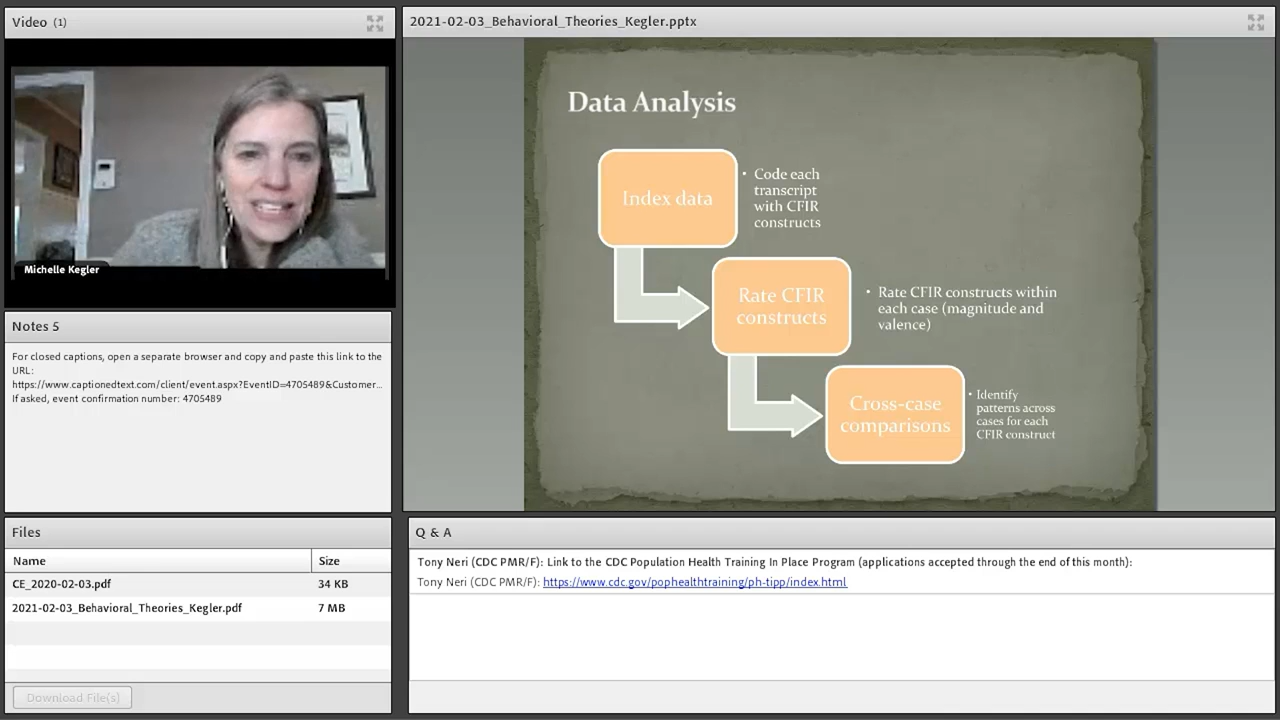 Video (1)
Michelle Kegler
Notes 5
For closed captions, open a separate browser and copy and paste this link to the
URL:
https://www.captionedtext.com/client/event.aspx?EventID=4705489&Customer...
If asked, event confirmation number: 4705489
Files
Name Size
CE_2020-02-03.pdf 34 KB
2021-02-03_Behavioral_Theories_Kegler.pdf 7 MB
Download File(s)
2021-02-03_Behavioral_Theories_Kegler.pptx
Data Analysis
Index data
• Code each
transcript
with CFIR
constructs
Rate CFIR
constructs
• Rate CFIR constructs within
each case (magnitude and
valence)
Cross-case
comparisons
• Identify
patterns across
cases for each
CFIR construct
Q & A
Tony Neri (CDC PMR/F): Link to the CDC Population Health Training In Place Program (applications accepted through the end of this month):
Tony Neri (CDC PMR/F): https://www.cdc.gov/pophealthtraining/ph-tipp/index.html